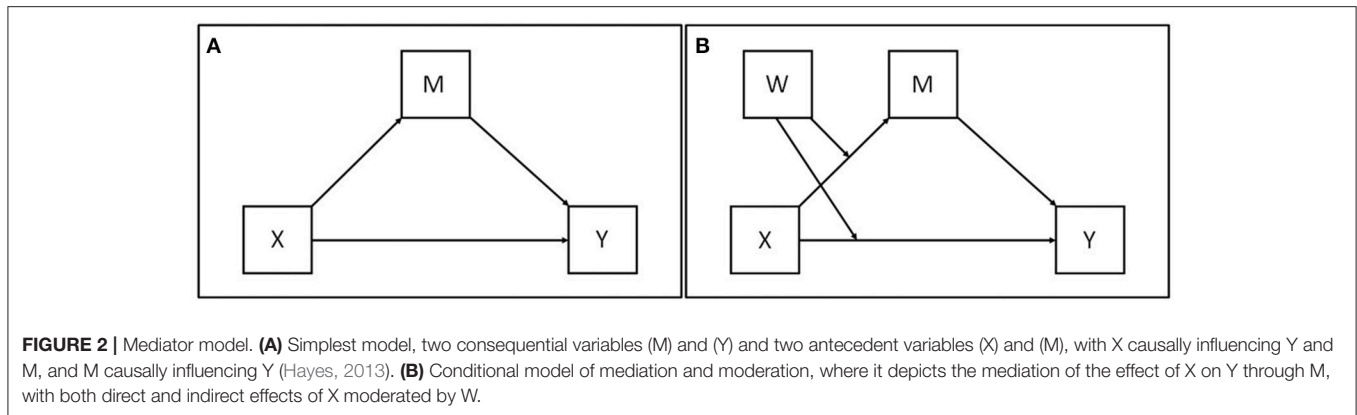 A
M
X
Y
B
W
M
X
Y
FIGURE 2 | Mediator model. (A) Simplest model, two consequential variables (M) and (Y) and two antecedent variables (X) and (M), with X causally influencing Y and
M, and M causally influencing Y (Hayes, 2013). (B) Conditional model of mediation and moderation, where it depicts the mediation of the effect of X on Y through M,
with both direct and indirect effects of X moderated by W.